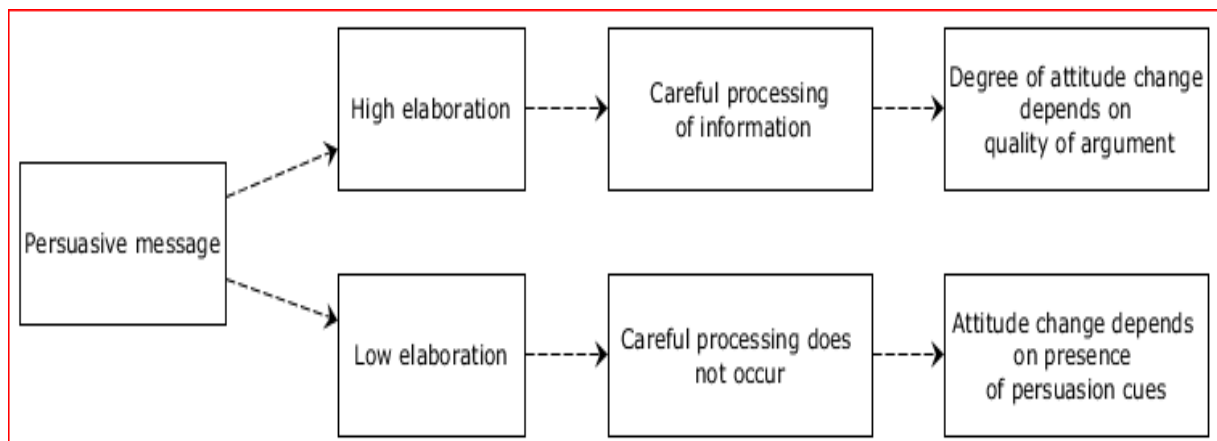 Persuasive message
High elaboration
Careful processing
of information
Degree of attitude change
depends on
quality of argument
Low elaboration
Careful processing does
not occur
Attitude change depends
on presence
of persuasion cues